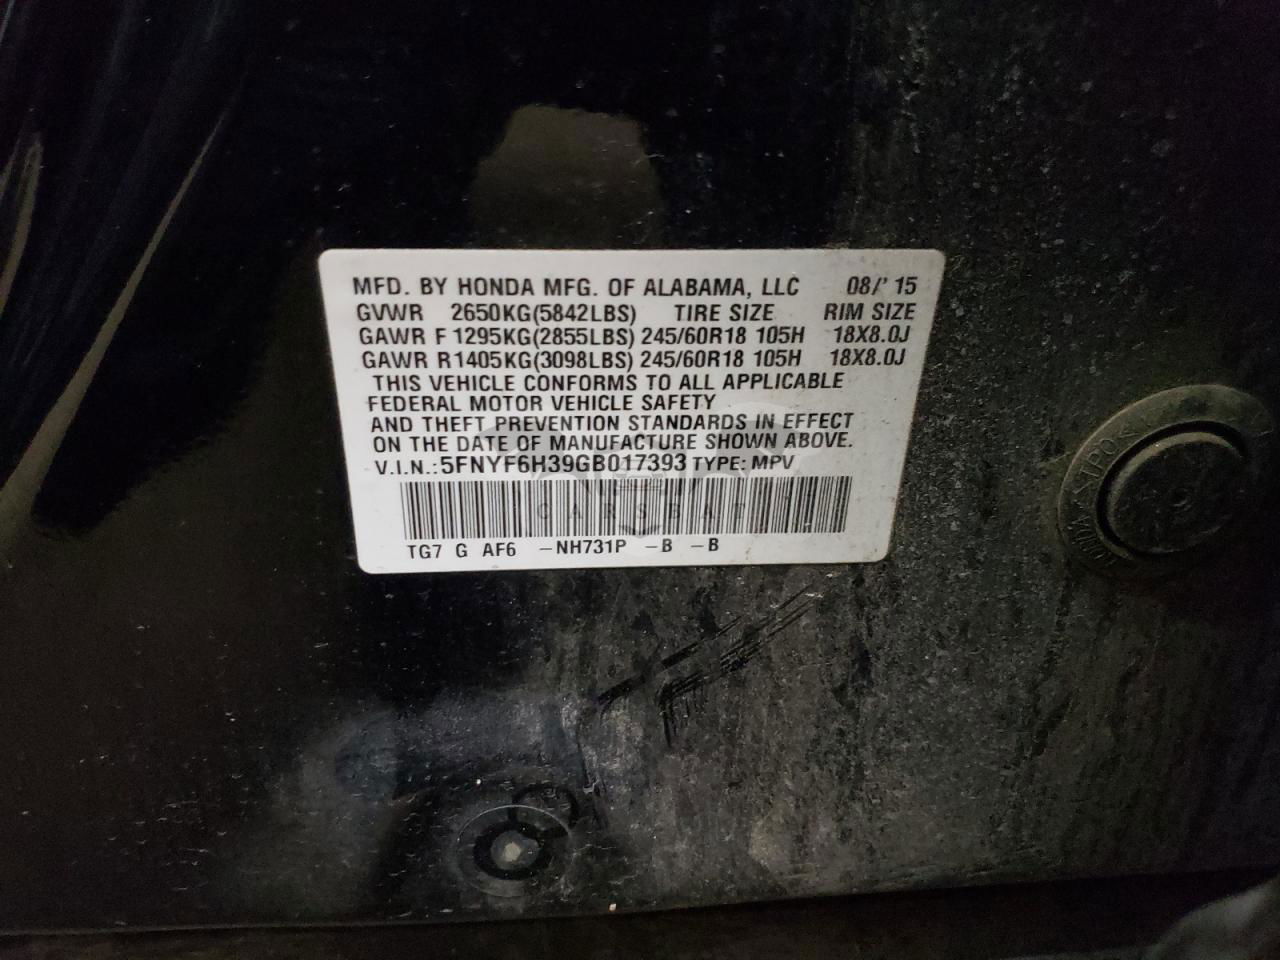 MFD. BY HONDA MFG. OF ALABAMA, LLC 08/' 15
GVWR 2650KG(5842LBS) TIRE SIZE RIM SIZE
GAWR F 1295KG(2855LBS) 245/60R18 105H 18X8.0J
GAWR R1405KG(3098LBS) 245/60R18 105H 18X8.0J
THIS VEHICLE CONFORMS TO ALL APPLICABLE
FEDERAL MOTOR VEHICLE SAFETY
AND THEFT PREVENTION STANDARDS IN EFFECT
ON THE DATE OF MANUFACTURE SHOWN ABOVE.
V.I.N.: 5FNYF6H39GB017393 TYPE: MPV
CARSBAT
TG7 G AF6 -NH731P -B -B
>TPO<